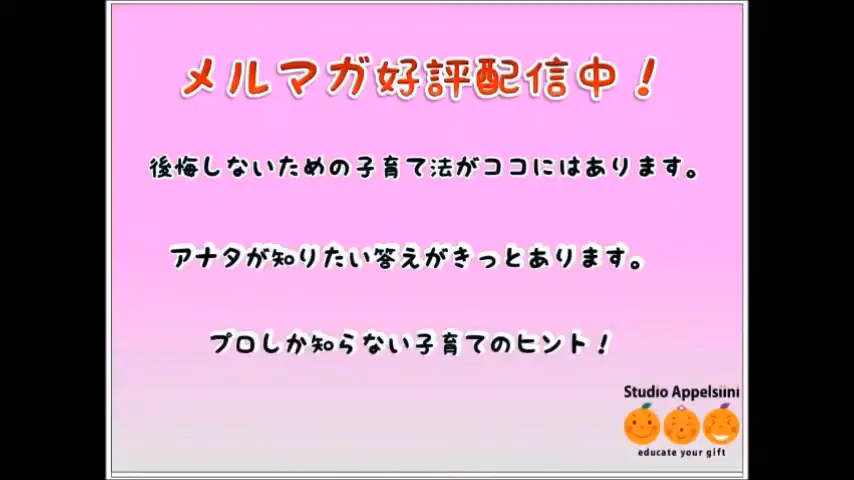 メルマガ好評配信中！
後悔しないための子育て法がココにはあります。
アナタが知りたい答えがきっとあります。
プロしか知らない子育てのヒント！
Studio Appelsiini
educate your gift